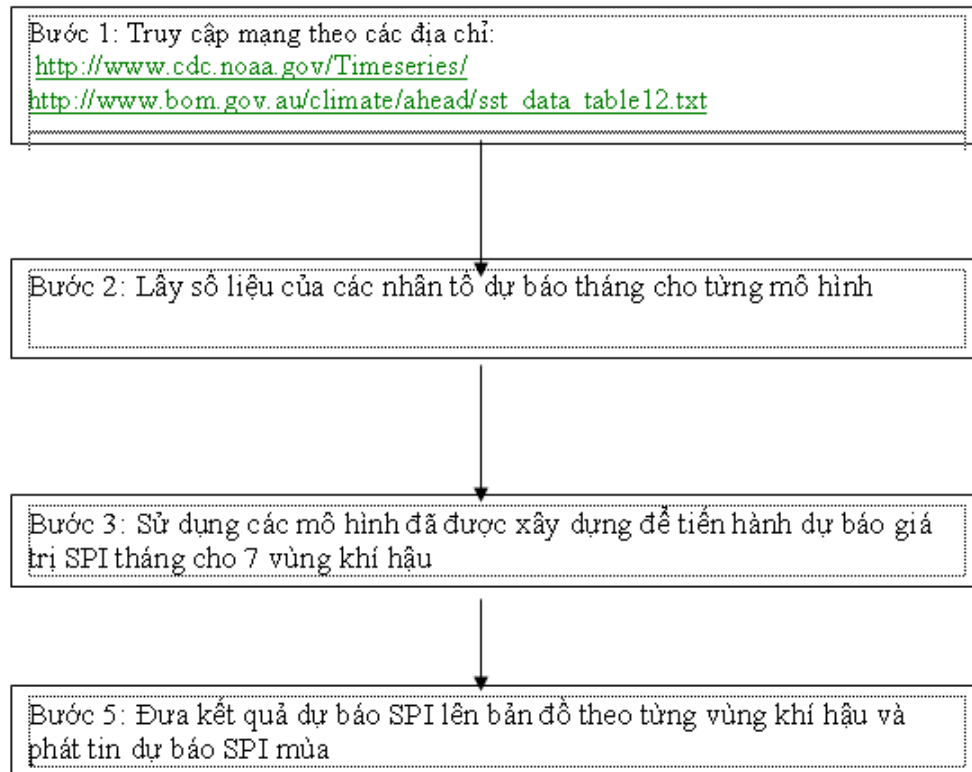 Bước 1: Truy cập mạng theo các địa chỉ:
http://www.cdc.noaa.gov/Timeseries/
http://www.bom.gov.au/climate/ahead/sst_data_table12.txt
Bước 2: Lấy số liệu của các nhân tố dự báo tháng cho từng mô hình
Bước 3: Sử dụng các mô hình đã được xây dựng để tiến hành dự báo giá
trị SPI tháng cho 7 vùng khí hậu
Bước 5: Đưa kết quả dự báo SPI lên bản đồ theo từng vùng khí hậu và
phát tin dự báo SPI mùa